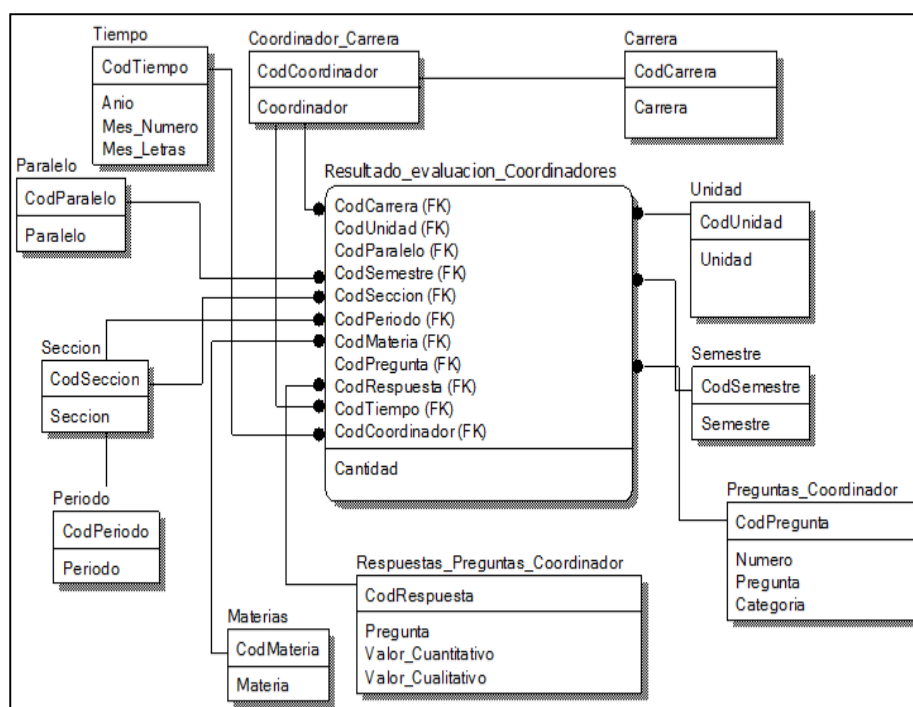 Tiempo
CodTiempo
Anio
Mes_Numero
Mes_Letras
Coordinador_Carrera
CodCoordinador
Coordinador
Carrera
CodCarrera
Carrera
Paralelo
CodParalelo
Paralelo
Resultado_evaluacion_Coordinadores
CodCarrera (FK)
CodUnidad (FK)
CodParalelo (FK)
CodSemestre (FK)
CodSeccion (FK)
CodPeriodo (FK)
CodMateria (FK)
CodPregunta (FK)
CodRespuesta (FK)
CodTiempo (FK)
CodCoordinador (FK)
Cantidad
Unidad
CodUnidad
Unidad
Seccion
CodSeccion
Seccion
Semestre
CodSemestre
Semestre
Periodo
CodPeriodo
Periodo
Preguntas_Coordinador
CodPregunta
Numero
Pregunta
Categoria
Respuestas_Preguntas_Coordinador
CodRespuesta
Pregunta
Valor_Cuantitativo
Valor_Cualitativo
Materias
CodMateria
Materia